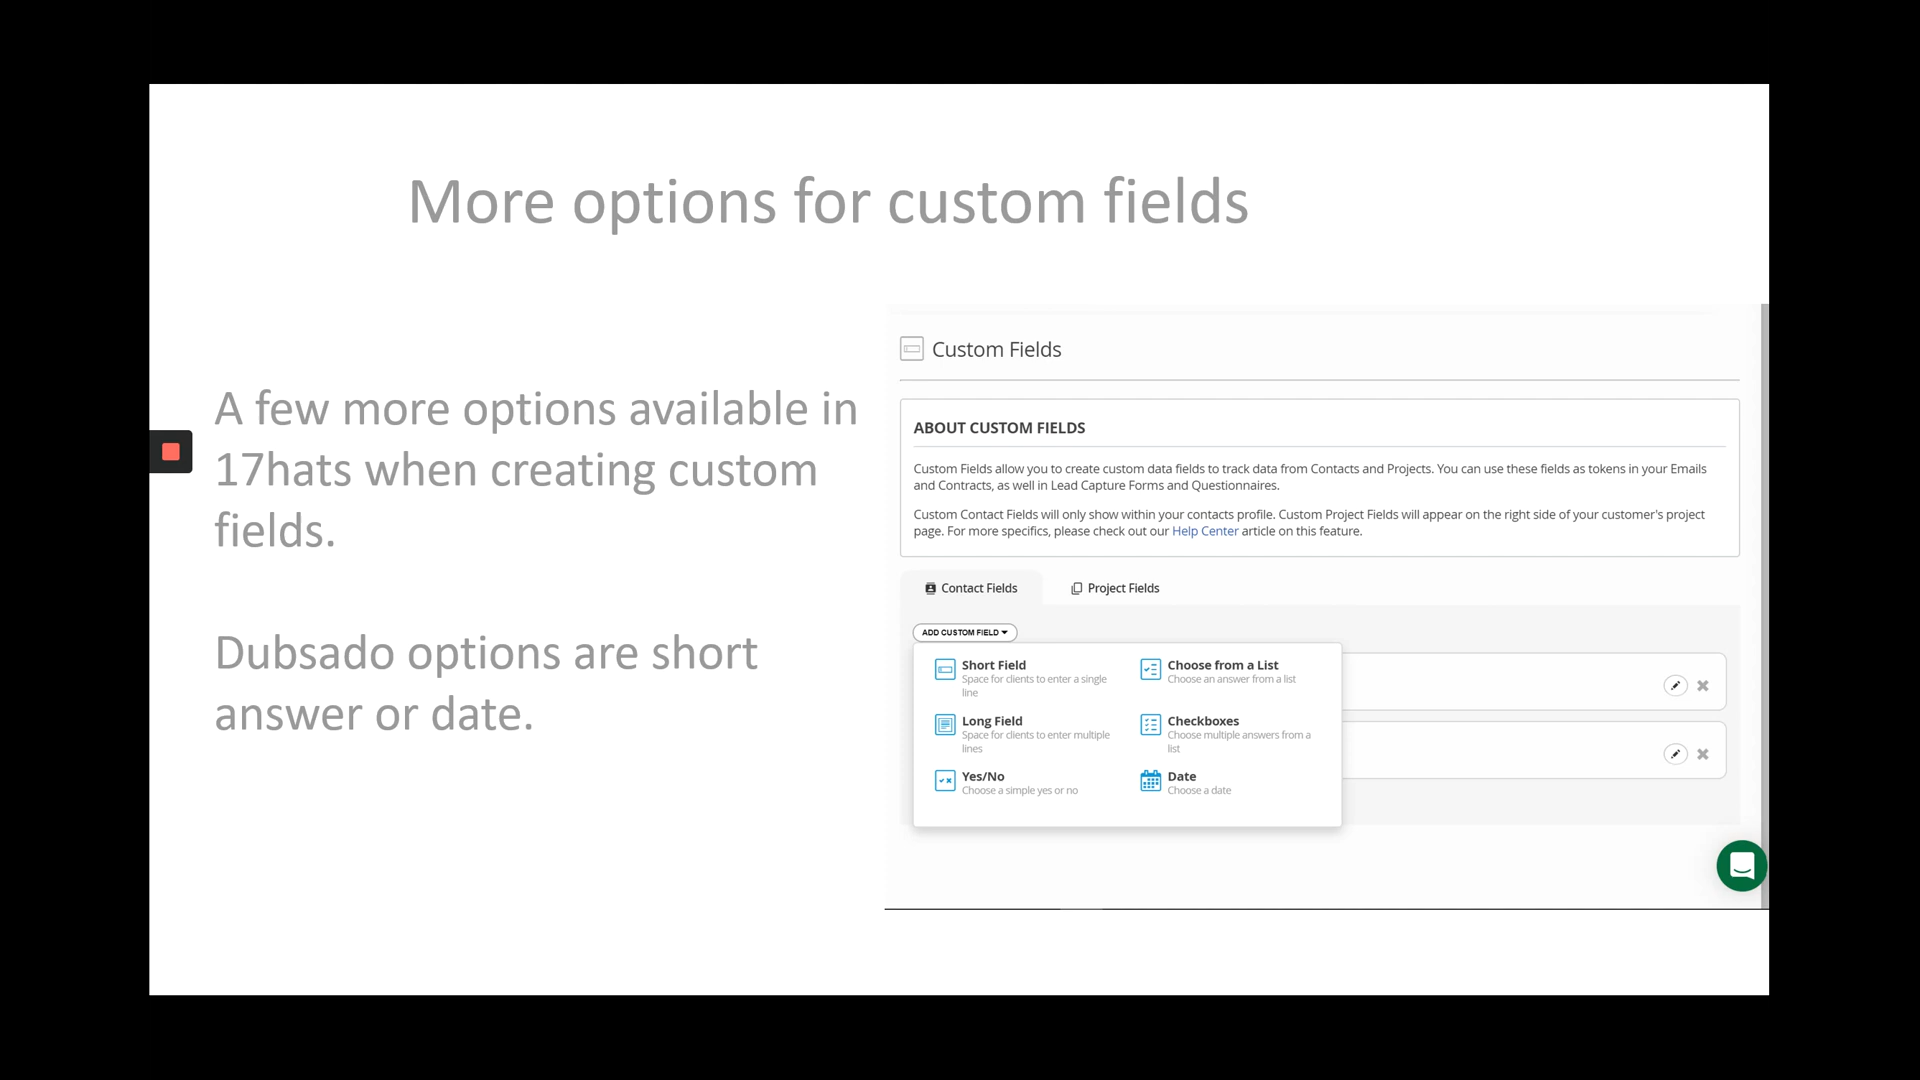 More options for custom fields
A few more options available in
17hats when creating custom
fields.
Dubsado options are short
answer or date.
Custom Fields
ABOUT CUSTOM FIELDS
Custom Fields allow you to create custom data fields to track data from Contacts and Projects. You can use these fields as tokens in your Emails
and Contracts, as well in Lead Capture Forms and Questionnaires.
Custom Contact Fields will only show within your contacts profile. Custom Project Fields will appear on the right side of your customer's project
page. For more specifics, please check out our Help Center article on this feature.
Contact Fields
Project Fields
ADD CUSTOM FIELD
Short Field
Space for clients to enter a single
line
Choose from a List
Choose an answer from a list
Long Field
Space for clients to enter multiple
lines
Checkboxes
Choose multiple answers from a
list
Yes/No
Choose a simple yes or no
Date
Choose a date